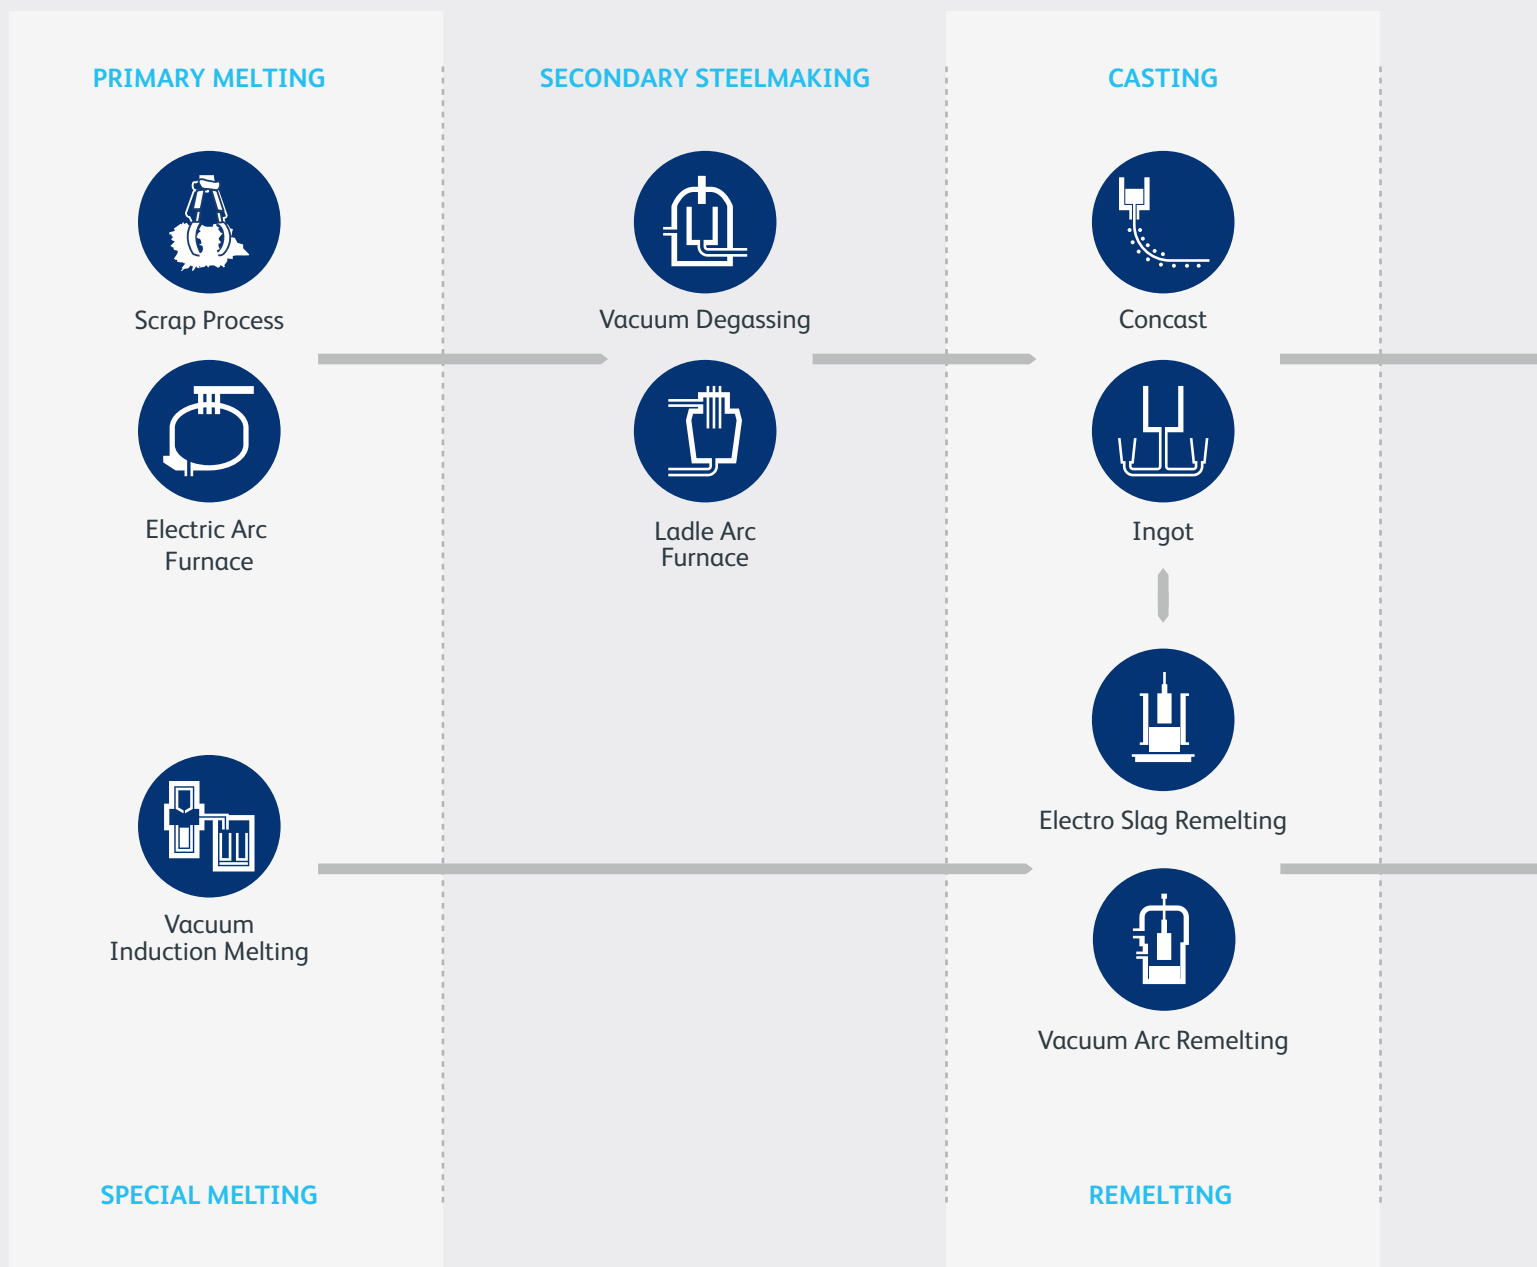 PRIMARY MELTING
SECONDARY STEELMAKING
CASTING
Scrap Process
Vacuum Degassing
Concast
Electric Arc
Furnace
Ladle Arc
Furnace
Ingot
Electro Slag Remelting
Vacuum
Induction Melting
Vacuum Arc Remelting
SPECIAL MELTING
REMELTING